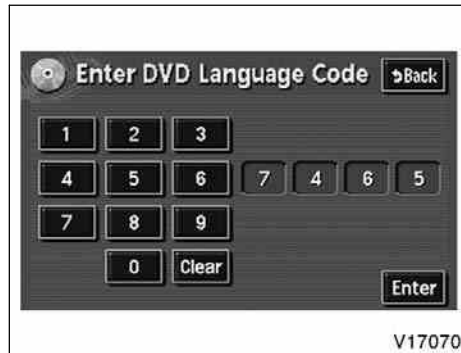 Enter DVD Language Code Back
1 2 3
4 5 6 7 4 6 5
7 8 9
0 Clear
Enter
V17070